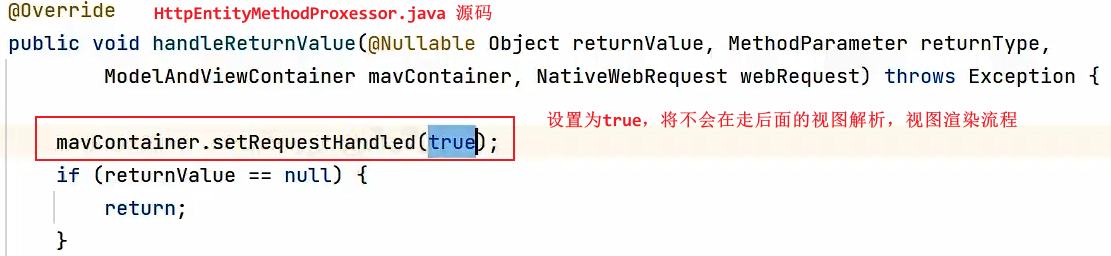 @Override HttpEntityMethodProxessor.java 源码
public void handleReturnValue(@Nullable Object returnValue, MethodParameter returnType,
ModelAndViewContainer mavContainer, NativeWebRequest webRequest) throws Exception {
设置为true，将不会在走后面的视图解析，视图渲染流程
mavContainer.setRequestHandled(true);
if (returnValue == null) {
return;
}